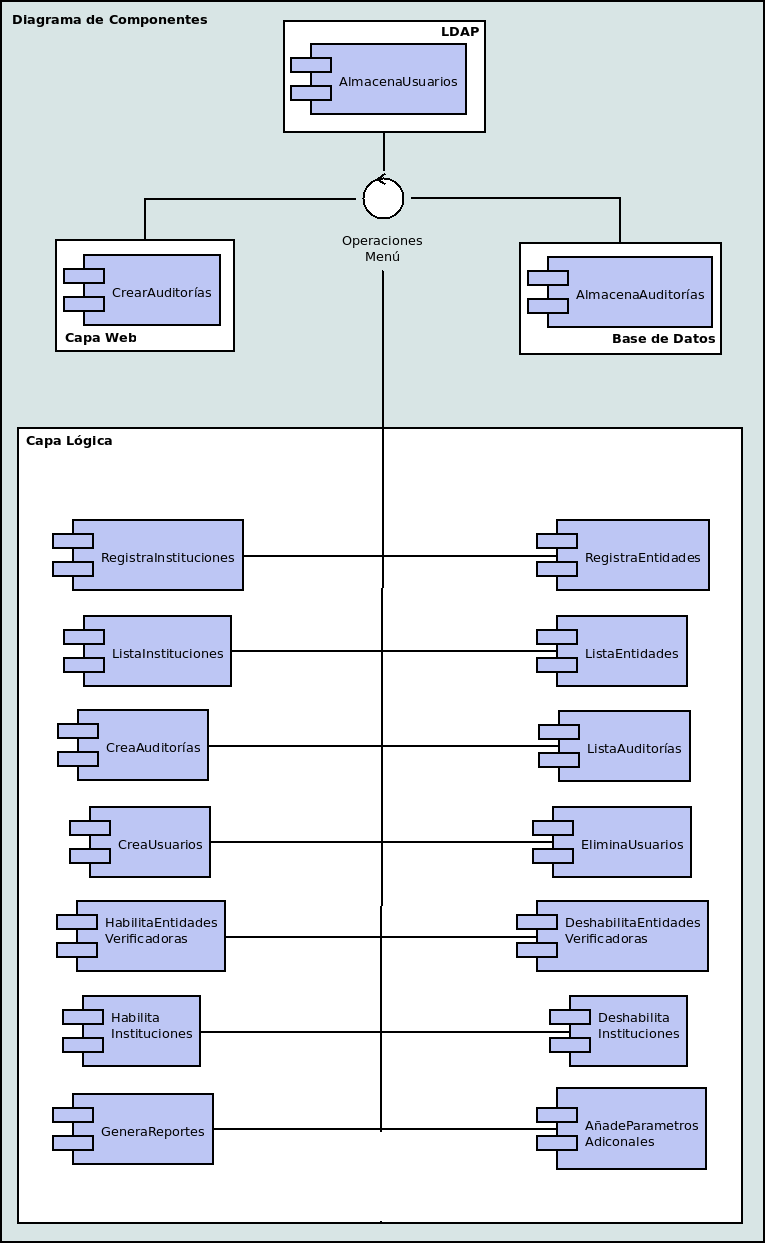 Diagrama de Componentes
LDAP
AlmacenaUsuarios
Operaciones
Menú
CrearAuditorías
Capa Web
AlmacenaAuditorías
Base de Datos
Capa Lógica
RegistraInstituciones
RegistraEntidades
ListaInstituciones
ListaEntidades
CreaAuditorías
ListaAuditorías
CreaUsuarios
EliminaUsuarios
HabilitaEntidades
Verificadoras
DeshabilitaEntidades
Verificadoras
Habilita
Instituciones
Deshabilita
Instituciones
GeneraReportes
AñadeParametros
Adiconales